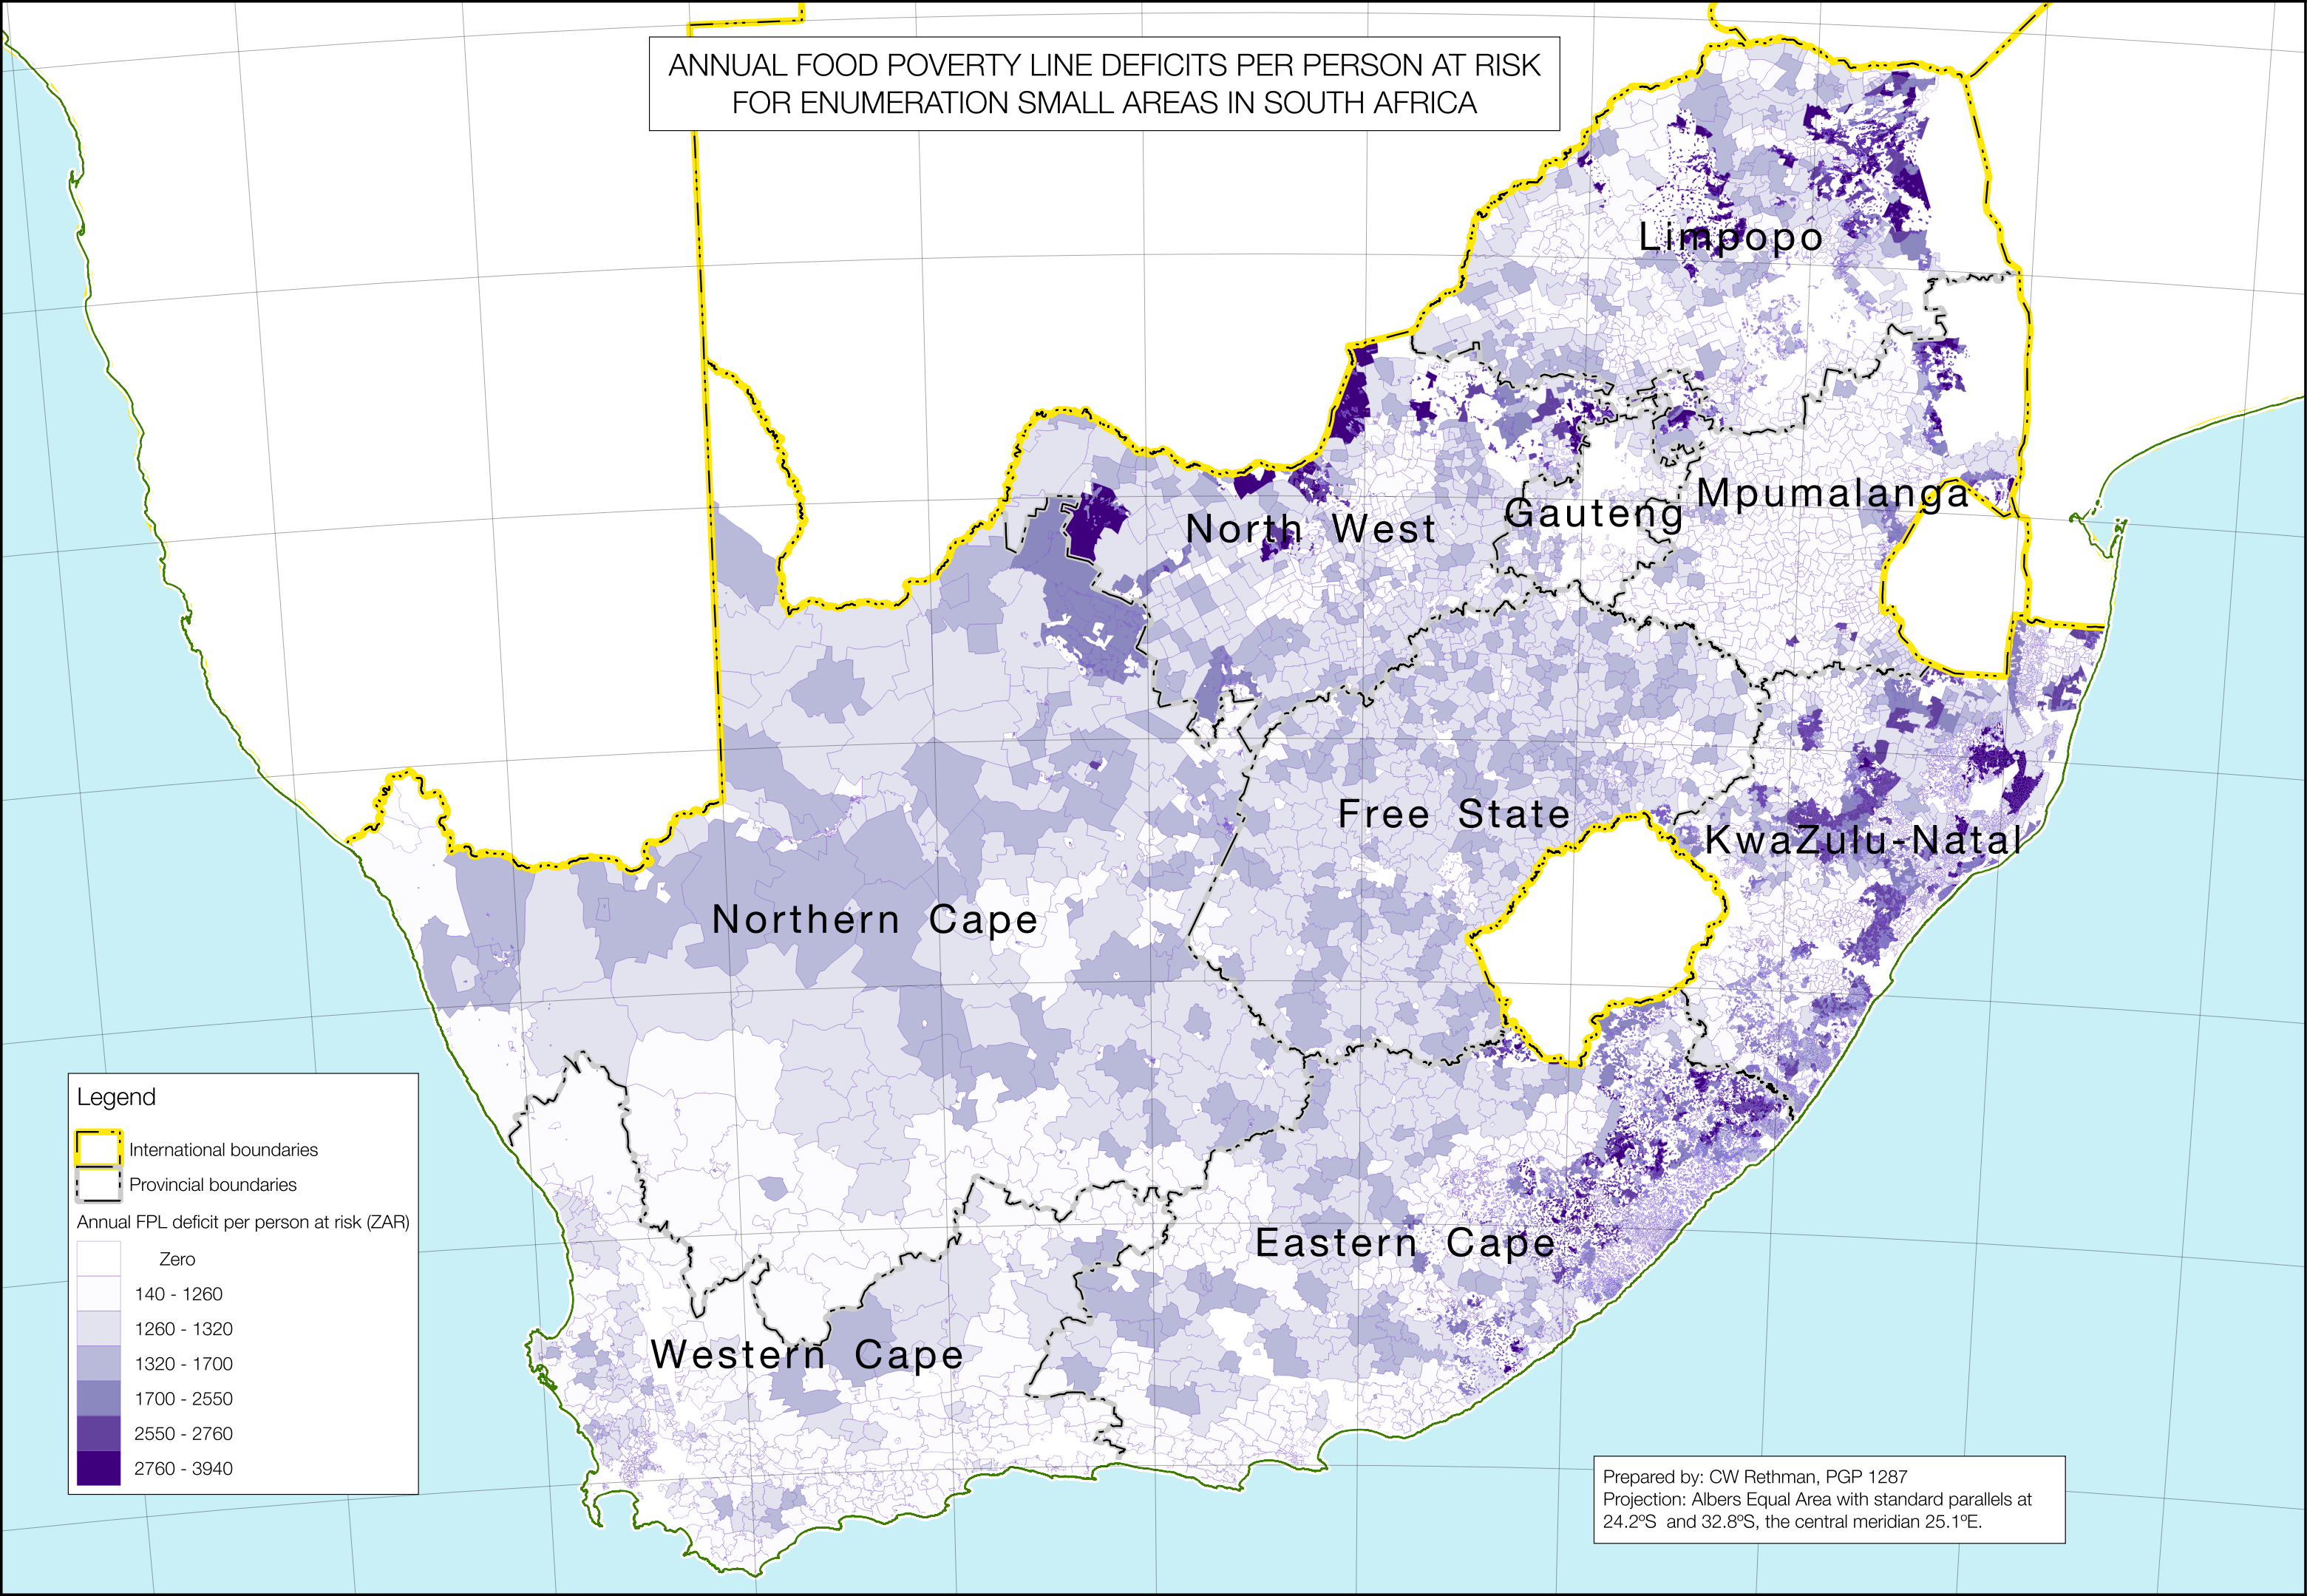 ANNUAL FOOD POVERTY LINE DEFICITS PER PERSON AT RISK
FOR ENUMERATION SMALL AREAS IN SOUTH AFRICA
Limpopo
Mpumalanga
Gauteng
North West
Free State
KwaZulu-Natal
Northern Cape
Eastern Cape
Western Cape
Legend
International boundaries
Provincial boundaries
Annual FPL deficit per person at risk (ZAR)
Zero
140 - 1260
1260 - 1320
1320 - 1700
1700 - 2550
2550 - 2760
2760 - 3940
Prepared by: CW Rethman, PGP 1287
Projection: Albers Equal Area with standard parallels at
24.2ºS and 32.8ºS, the central meridian 25.1ºE.